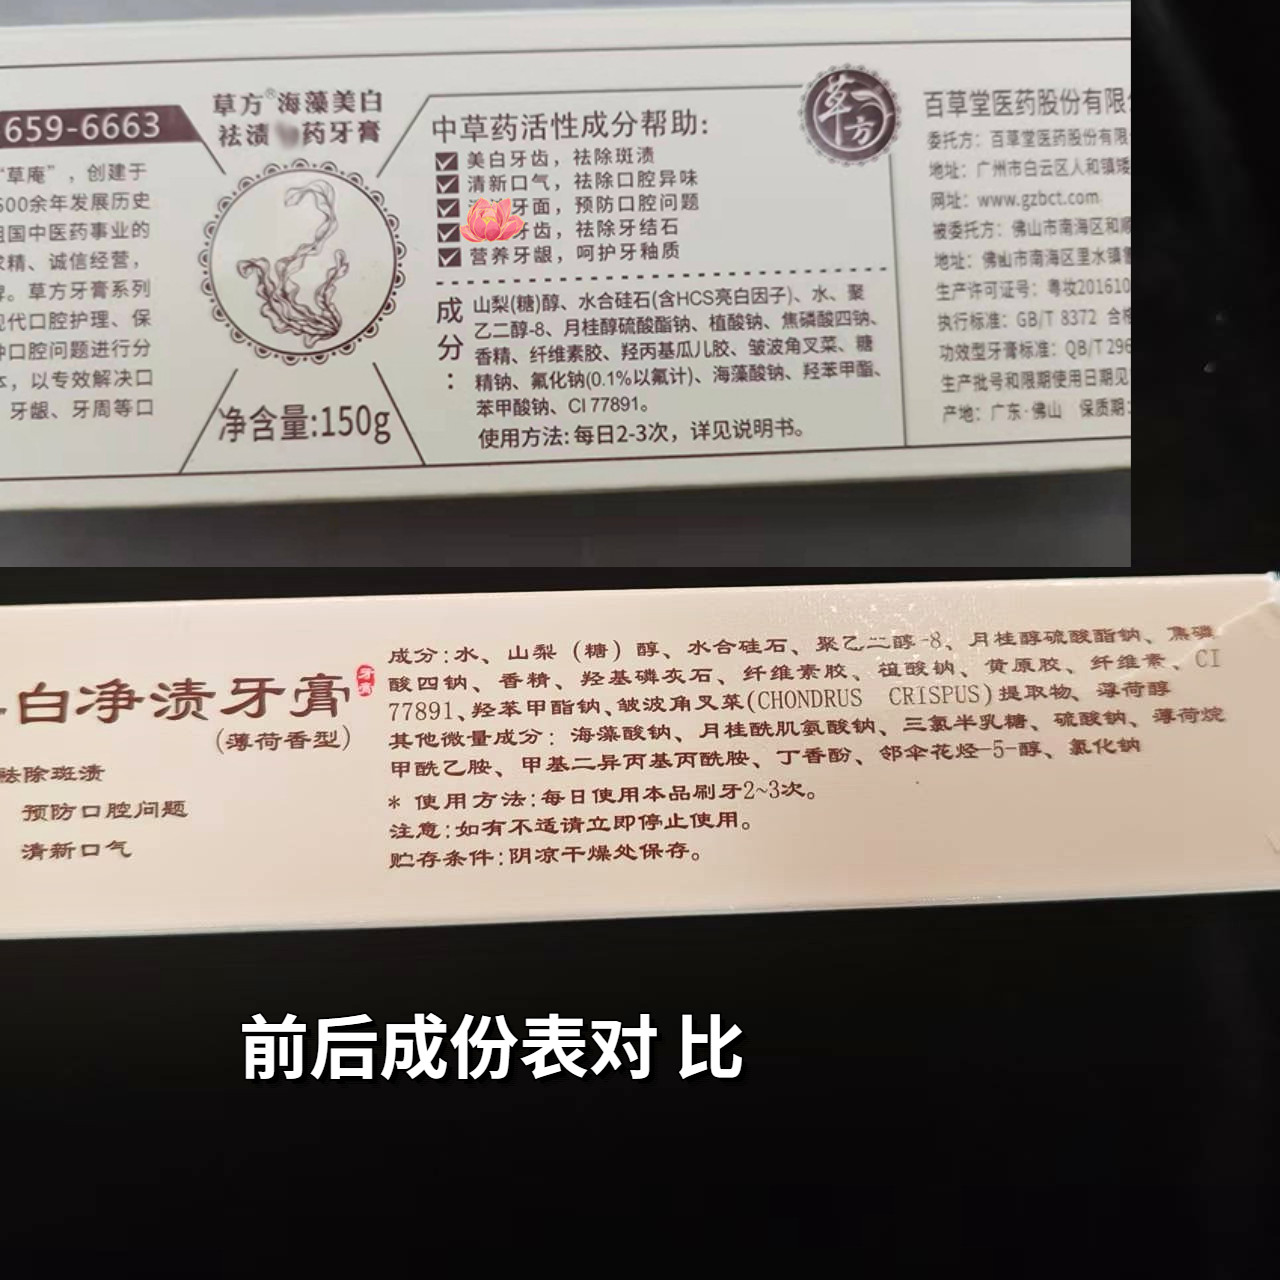 659-6663
“草庵”，创建于
600余年发展历史
祖国中医药事业的
求精、诚信经营，
草方牙膏系列
现代口腔护理、保
种口腔问题进行分
本，以专效解决口
牙龈、牙周等口
草方®海藻美白
祛渍 药牙膏
净含量:150g
中草药活性成分帮助:
美白牙齿，祛除斑渍
清新口气，祛除口腔异味
牙面，预防口腔问题
牙齿，祛除牙结石
营养牙龈，呵护牙釉质
成分:
山梨(糖)醇、水合硅石(含HCS亮白因子)、水、聚
乙二醇-8、月桂醇硫酸酯钠、植酸钠、焦磷酸四钠、
香精、纤维素胶、羟丙基瓜儿胶、皱波角叉菜、糖
精钠、氟化钠(0.1%以氟计)、海藻酸钠、羟苯甲酯、
苯甲酸钠、CI 77891。
使用方法:每日2-3次，详见说明书。
草方
百草堂医药股份有限
委托方：百草堂医药股份有限
地址：广州市白云区人和镇矮
网址：www.gzbct.com
被委托方：佛山市南海区和顺
地址：佛山市南海区里水镇
生产许可证号：粤妆201610
执行标准：GB/T 8372 合格
功效型牙膏标准：QB/T 296
生产批号和限期使用日期见
产地：广东·佛山 保质期:
白净渍牙膏
牙膏
(薄荷香型)
祛除斑渍
预防口腔问题
清新口气
成分:水、山梨（糖）醇、水合硅石、聚乙二醇-8、月桂醇硫酸酯钠、焦磷
酸四钠、香精、羟基磷灰石、纤维素胶、植酸钠、黄原胶、纤维素、CI
77891、羟苯甲酯钠、皱波角叉菜(CHONDRUS CRISPUS)提取物、薄荷醇
其他微量成分：海藻酸钠、月桂酰肌氨酸钠、三氯半乳糖、硫酸钠、薄荷烷
甲酰乙胺、甲基二异丙基丙酰胺、丁香酚、邻伞花烃-5-醇、氯化钠
* 使用方法:每日使用本品刷牙2~3次。
注意:如有不适请立即停止使用。
贮存条件:阴凉干燥处保存。
前后成份表对 比